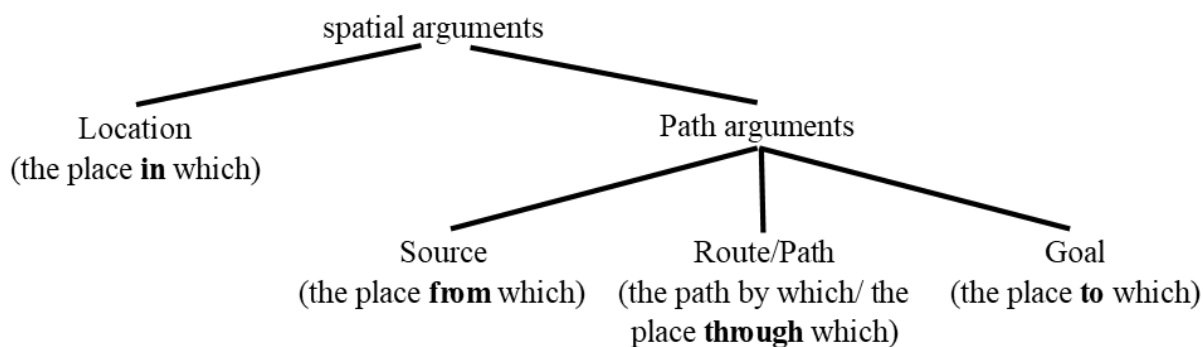 spatial arguments
Location
(the place in which)
Path arguments
Source
(the place from which)
Route/Path
(the path by which/ the
place through which)
Goal
(the place to which)